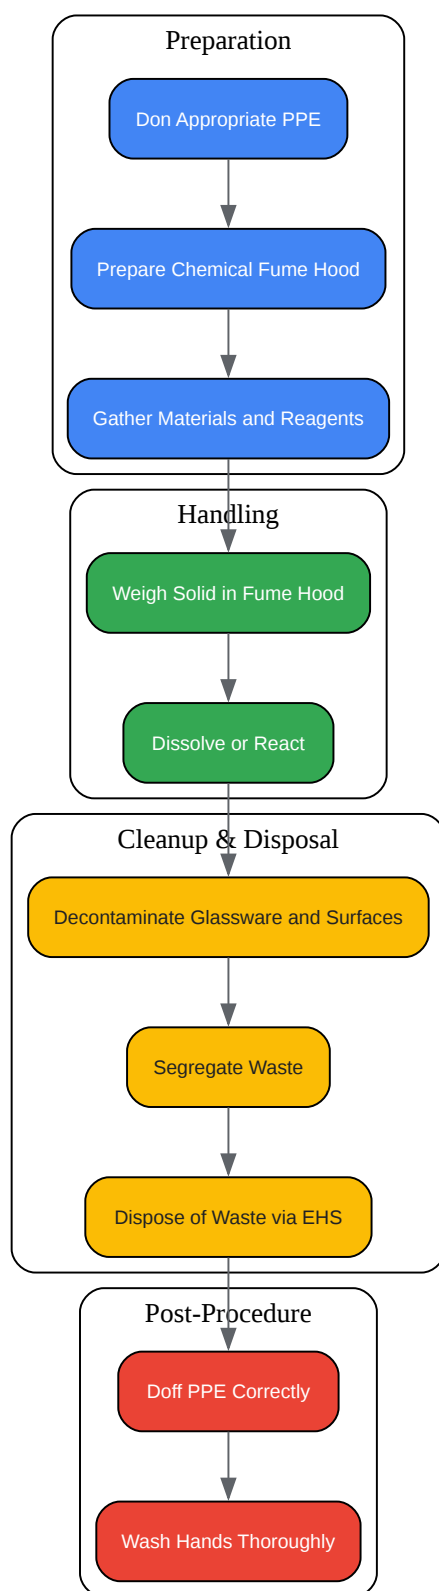 Preparation
Don Appropriate PPE
Prepare Chemical Fume Hood
Gather Materials and Reagents
Handling
Weigh Solid in Fume Hood
Dissolve or React
Cleanup & Disposal
Decontaminate Glassware and Surfaces
Segregate Waste
Dispose of Waste via EHS
Post-Procedure
Doff PPE Correctly
Wash Hands Thoroughly